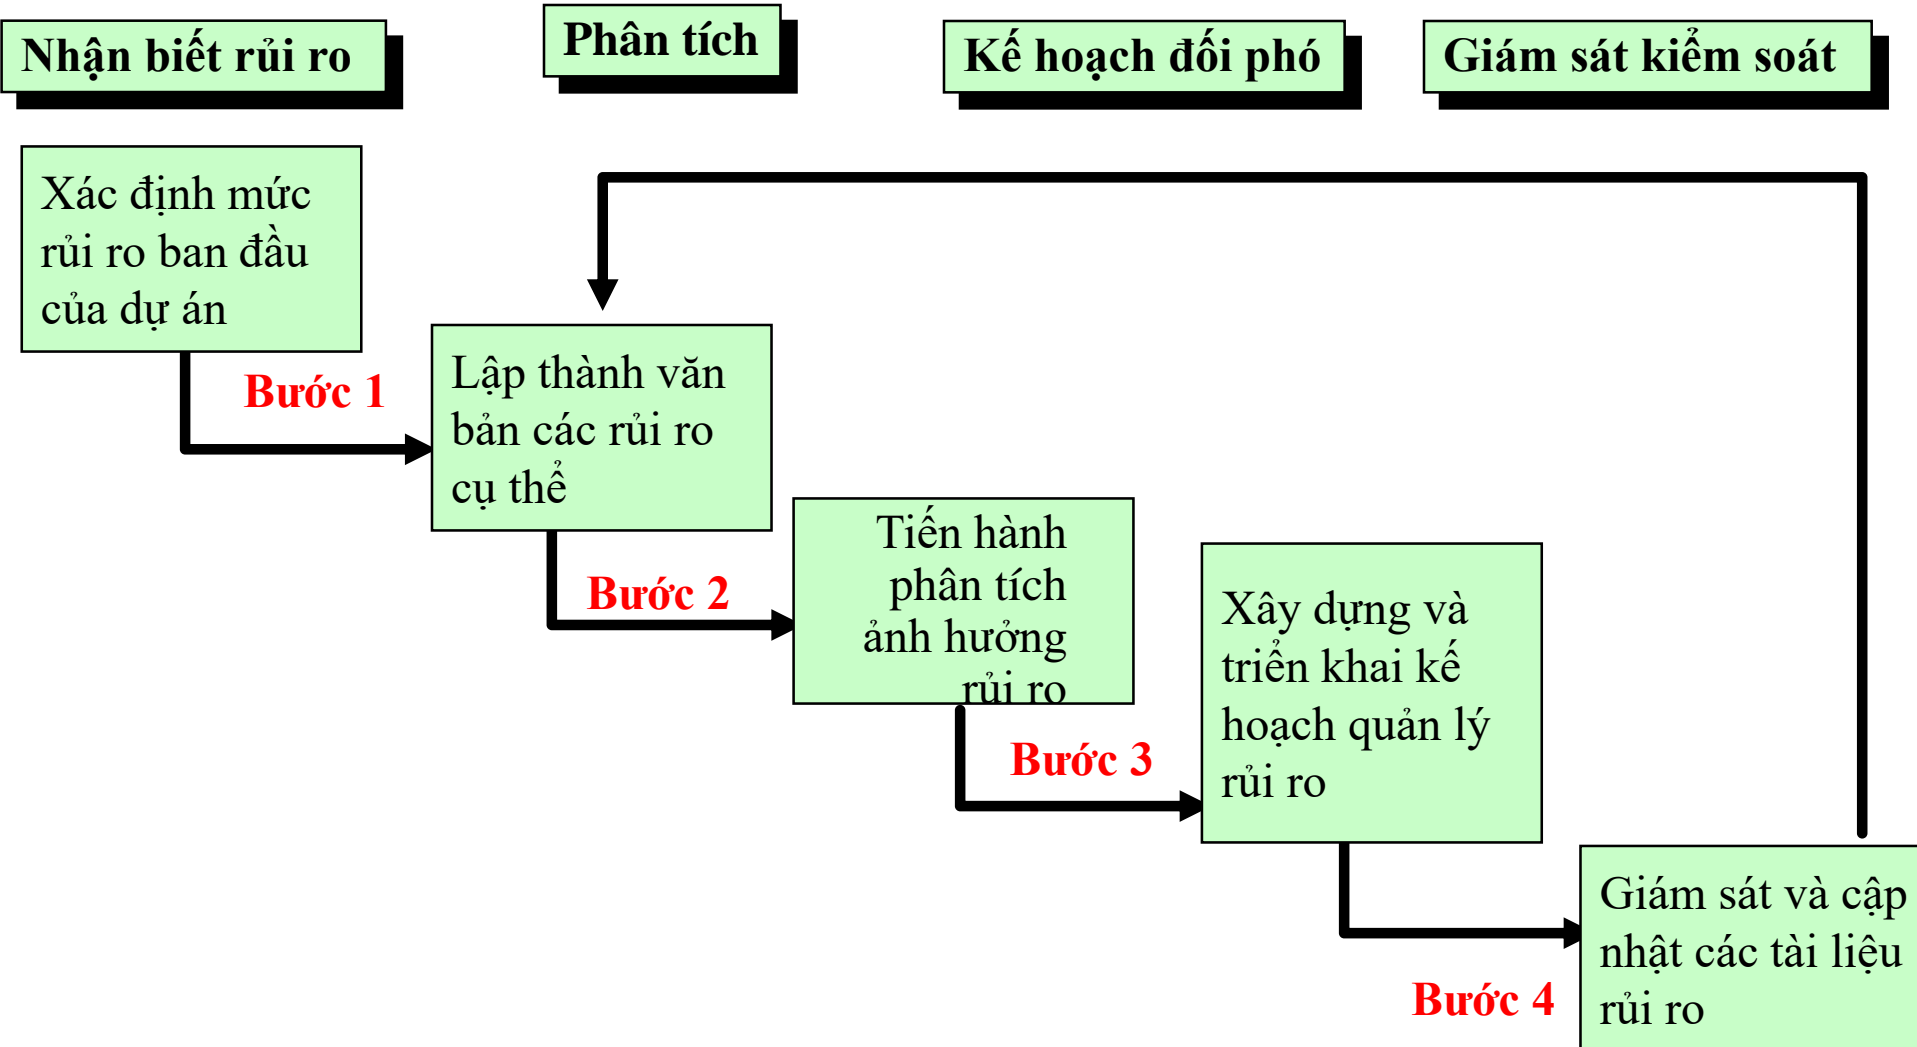 Nhận biết rủi ro
Phân tích
Kế hoạch đối phó
Giám sát kiểm soát
Xác định mức
rủi ro ban đầu
của dự án
Bước 1
Lập thành văn
bản các rủi ro
cụ thể
Bước 2
Tiến hành
phân tích
ảnh hưởng
rủi ro
Bước 3
Xây dựng và
triển khai kế
hoạch quản lý
rủi ro
Bước 4
Giám sát và cập
nhật các tài liệu
rủi ro